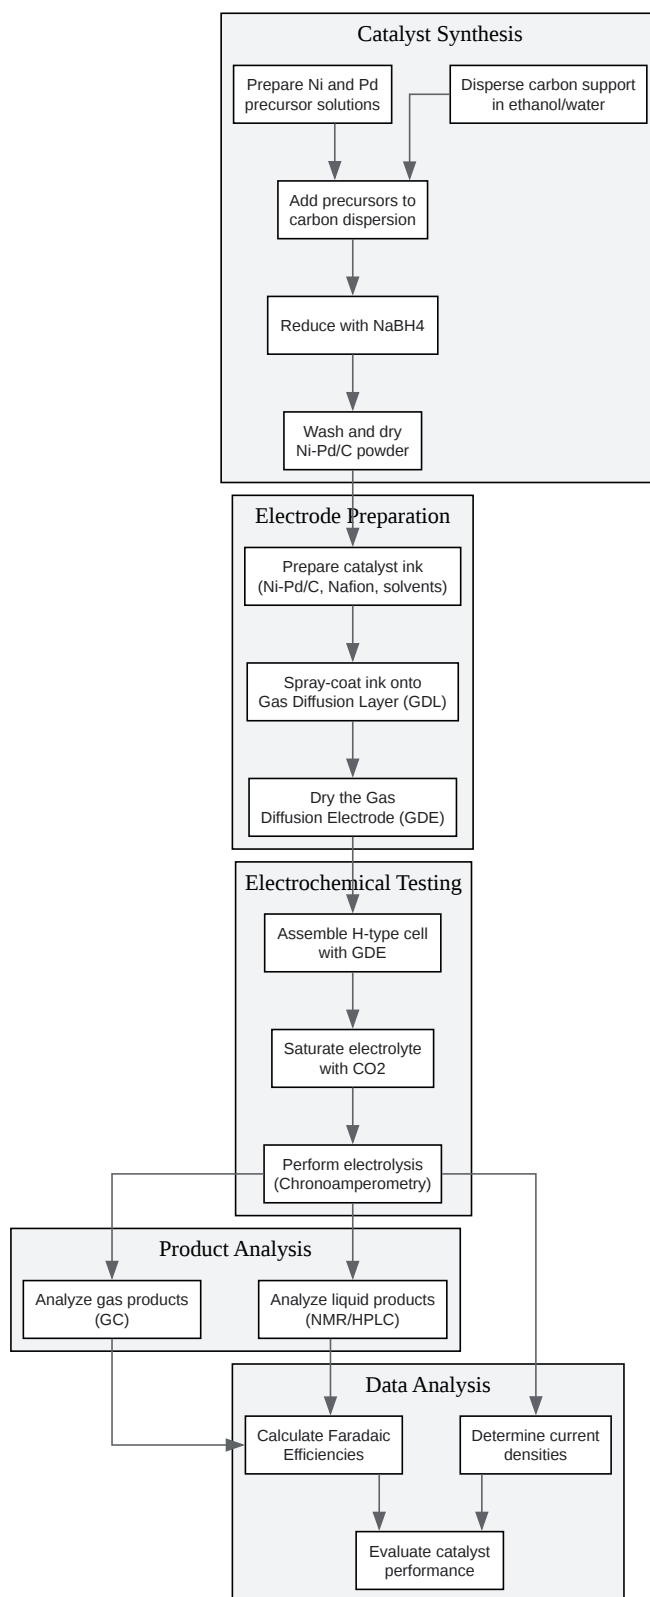 Catalyst Synthesis
Prepare Ni and Pd
precursor solutions
Disperse carbon support
in ethanol/water
Add precursors to
carbon dispersion
Reduce with NaBH4
Wash and dry
Ni-Pd/C powder
Electrode Preparation
Prepare catalyst ink
(Ni-Pd/C, Nafion, solvents)
Spray-coat ink onto
Gas Diffusion Layer (GDL)
Dry the Gas
Diffusion Electrode (GDE)
Electrochemical Testing
Assemble H-type cell
with GDE
Saturate electrolyte
with CO2
Perform electrolysis
(Chronoamperometry)
Product Analysis
Analyze gas products
(GC)
Analyze liquid products
(NMR/HPLC)
Data Analysis
Calculate Faradaic
Efficiencies
Determine current
densities
Evaluate catalyst
performance